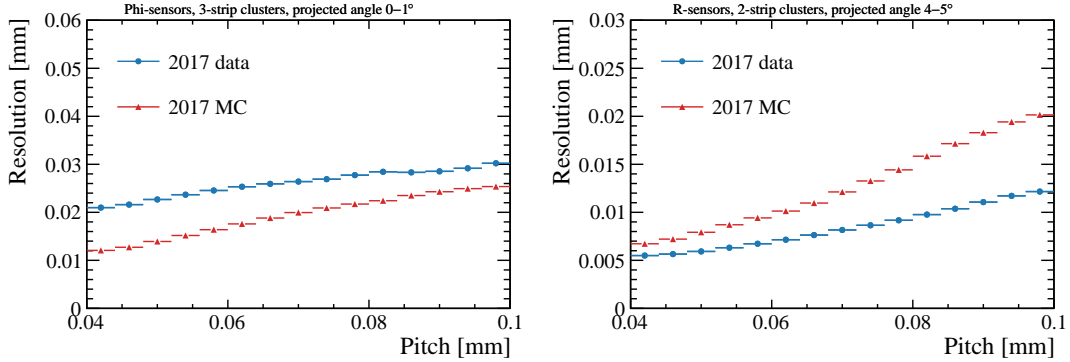 Phi-sensors, 3-strip clusters, projected angle 0−1°
Resolution [mm]
0.06
0.05
0.04
0.03
0.02
0.01
0
2017 data
2017 MC
0.04
0.06
0.08
0.1
Pitch [mm]
R-sensors, 2-strip clusters, projected angle 4−5°
Resolution [mm]
0.03
0.025
0.02
0.015
0.01
0.005
0
2017 data
2017 MC
0.04
0.06
0.08
0.1
Pitch [mm]